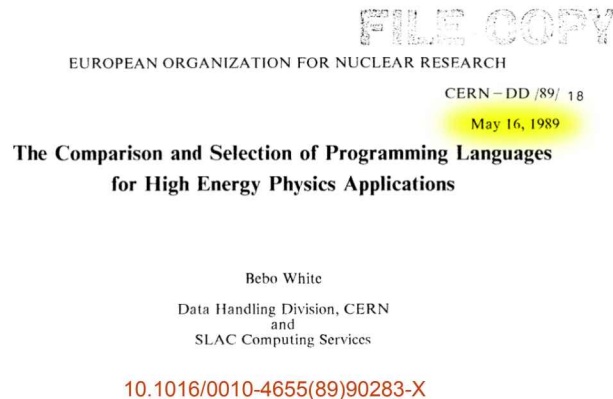 FILE COPY
EUROPEAN ORGANIZATION FOR NUCLEAR RESEARCH
CERN–DD /89/ 18
May 16, 1989
The Comparison and Selection of Programming Languages
for High Energy Physics Applications
Bebo White
Data Handling Division, CERN
and
SLAC Computing Services
10.1016/0010-4655(89)90283-X